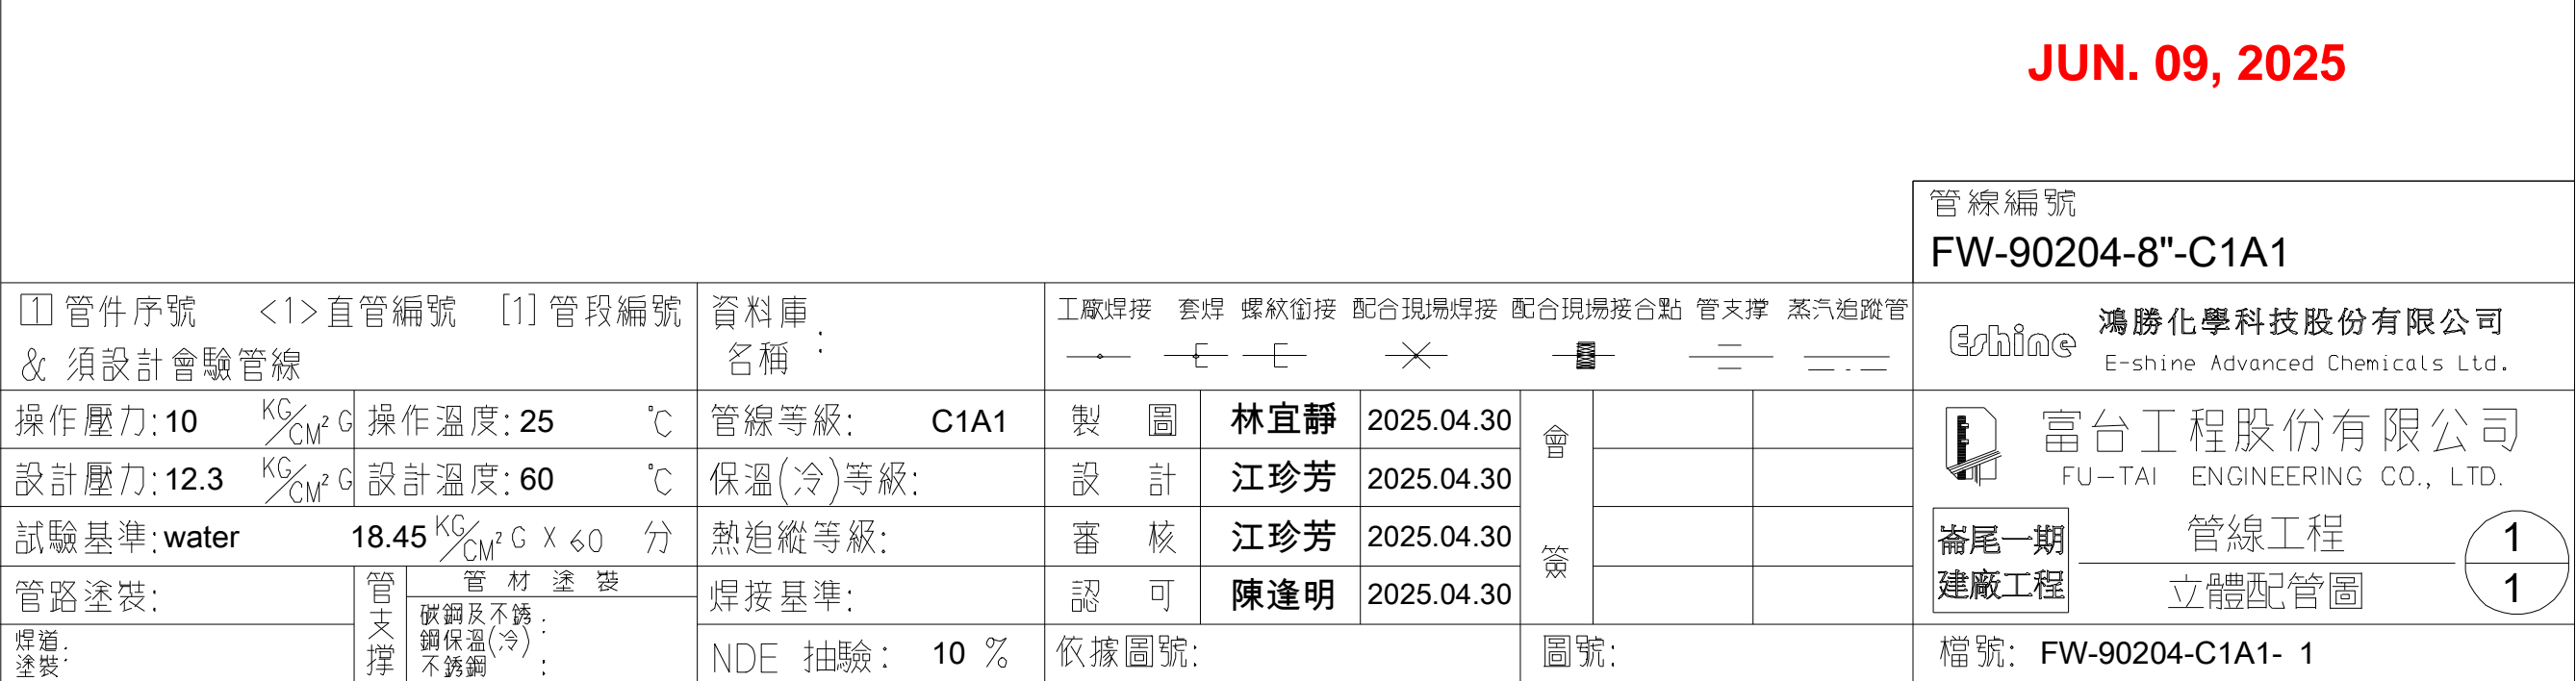 JUN. 09, 2025
管線編號
FW-90204-8"-C1A1
1 管件序號 <1>直管編號 [1] 管段編號
& 須設計會驗管線
資料庫名稱:
工廠焊接 套焊 螺紋銜接 配合現場焊接 配合現場接合點 管支撐 蒸汽追蹤管
Eshine 鴻勝化學科技股份有限公司
E-shine Advanced Chemicals Ltd.
操作壓力:10 KG/CM² G 操作溫度:25 °C 管線等級: C1A1 製圖 林宜靜 2025.04.30
設計壓力:12.3 KG/CM² G 設計溫度:60 °C 保溫(冷)等級: 設計 江珍芳 2025.04.30
試驗基準:water 18.45 KG/CM² G X 60 分 熱追縱等級: 審核 江珍芳 2025.04.30
管路塗裝: 焊接基準: 認可 陳逢明 2025.04.30
會簽
富台工程股份有限公司
FU-TAI ENGINEERING CO., LTD.
崙尾一期
建廠工程
管線工程
立體配管圖
1
1
焊道塗裝:
管支撐
管材塗裝
碳鋼及不銹
鋼保溫(冷):
不銹鋼 :
NDE 抽驗: 10 %
依據圖號:
圖號:
檔號: FW-90204-C1A1- 1